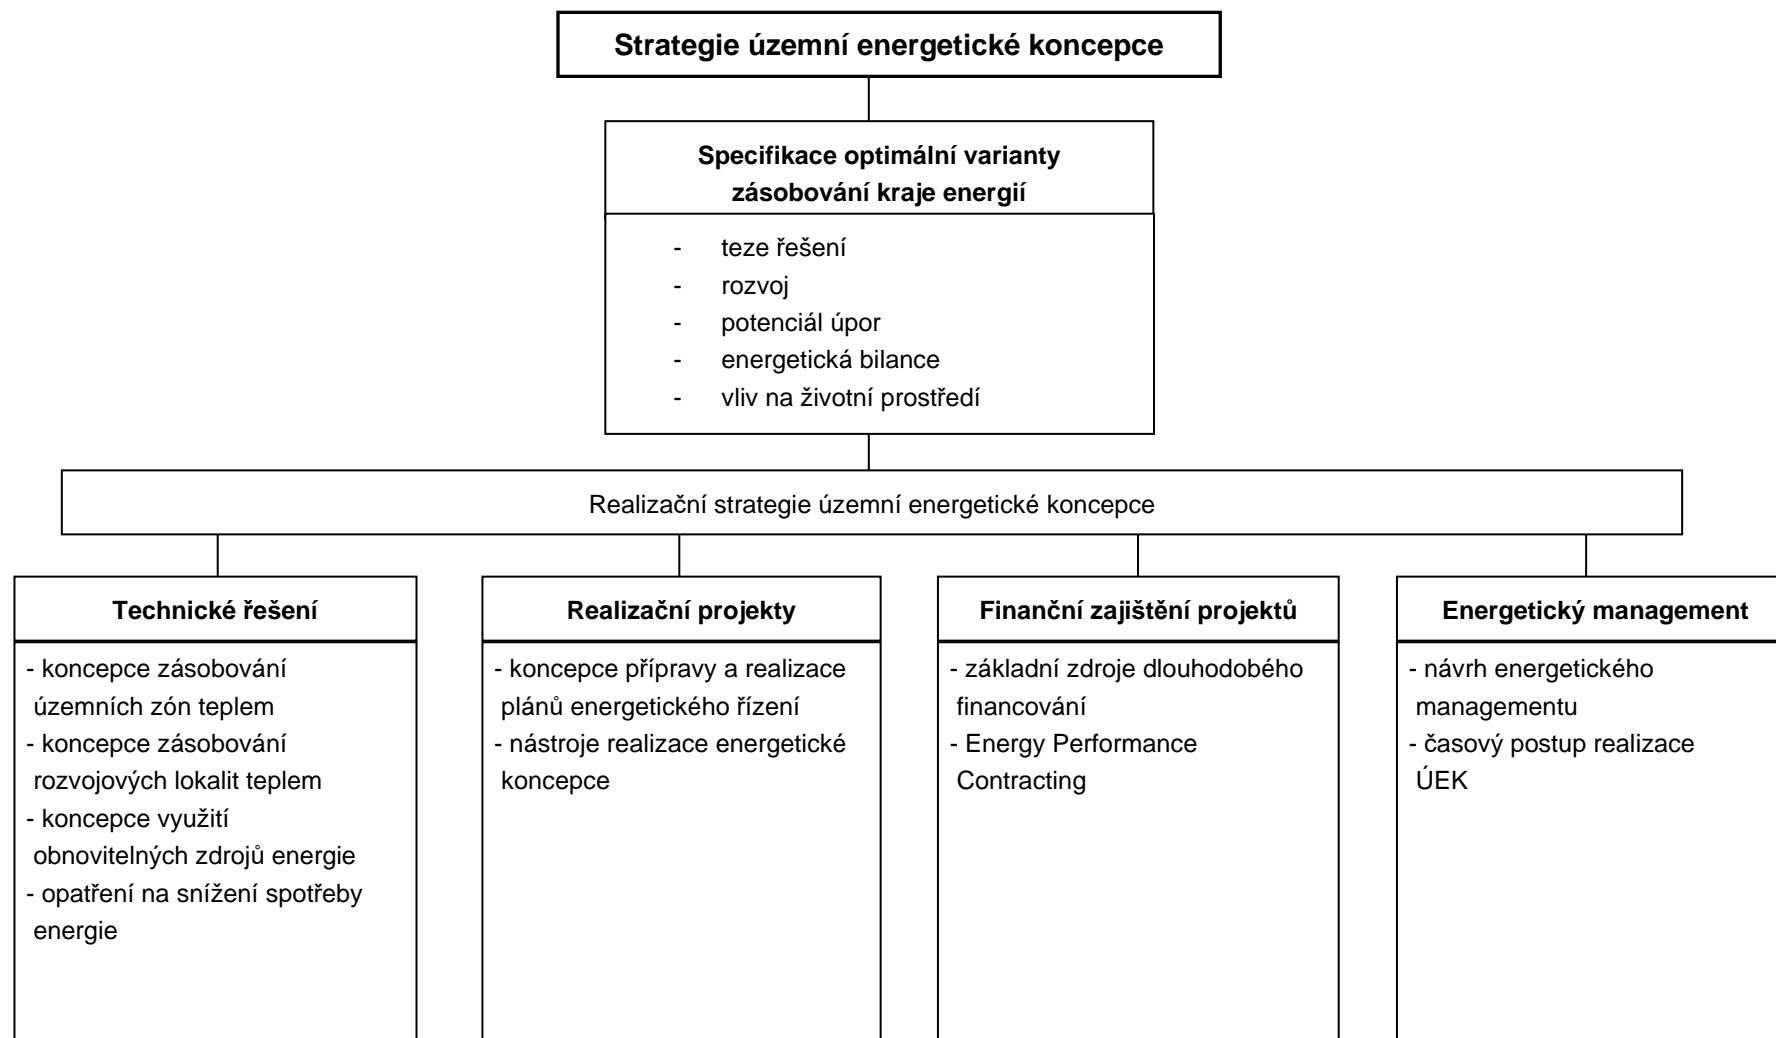 Strategie územní energetické koncepce
Specifikace optimální varianty
zásobování kraje energií
- teze řešení
- rozvoj
- potenciál úpor
- energetická bilance
- vliv na životní prostředí
Realizační strategie územní energetické koncepce
Technické řešení
- koncepce zásobování
územních zón teplem
- koncepce zásobování
rozvojových lokalit teplem
- koncepce využití
obnovitelných zdrojů energie
- opatření na snížení spotřeby
energie
Realizační projekty
- koncepce přípravy a realizace
plánů energetického řízení
- nástroje realizace energetické
koncepce
Finanční zajištění projektů
- základní zdroje dlouhodobého
financování
- Energy Performance
Contracting
Energetický management
- návrh energetického
managementu
- časový postup realizace
ÚEK